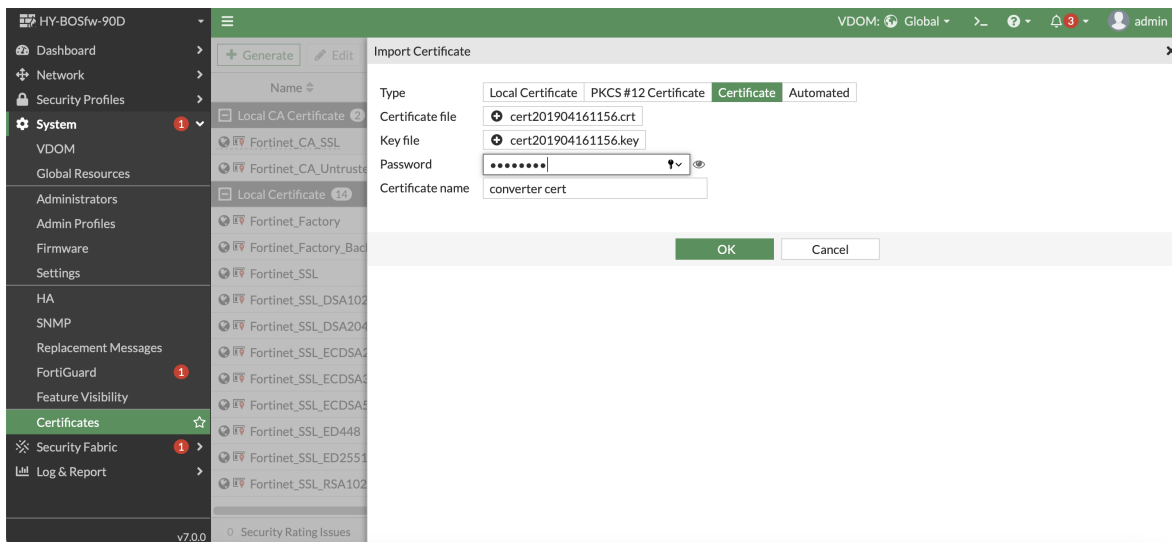 HY-BOSfw-90D
VDOM: Global
3
admin
Dashboard
Network
Security Profiles
System 1
VDOM
Global Resources
Administrators
Admin Profiles
Firmware
Settings
HA
SNMP
Replacement Messages
FortiGuard 1
Feature Visibility
Certificates
Security Fabric 1
Log & Report
v7.0.0
+ Generate
Edit
Name
Local CA Certificate 2
Fortinet_CA_SSL
Fortinet_CA_Untruste
Local Certificate 14
Fortinet_Factory
Fortinet_Factory_Bac
Fortinet_SSL
Fortinet_SSL_DSA102
Fortinet_SSL_DSA204
Fortinet_SSL_ECDSA2
Fortinet_SSL_ECDSA3
Fortinet_SSL_ECDSA5
Fortinet_SSL_ED448
Fortinet_SSL_ED2551
Fortinet_SSL_RSA102
0 Security Rating Issues
Import Certificate
Type Local Certificate PKCS #12 Certificate Certificate Automated
Certificate file cert201904161156.crt
Key file cert201904161156.key
Password ••••••••
Certificate name converter cert
OK Cancel